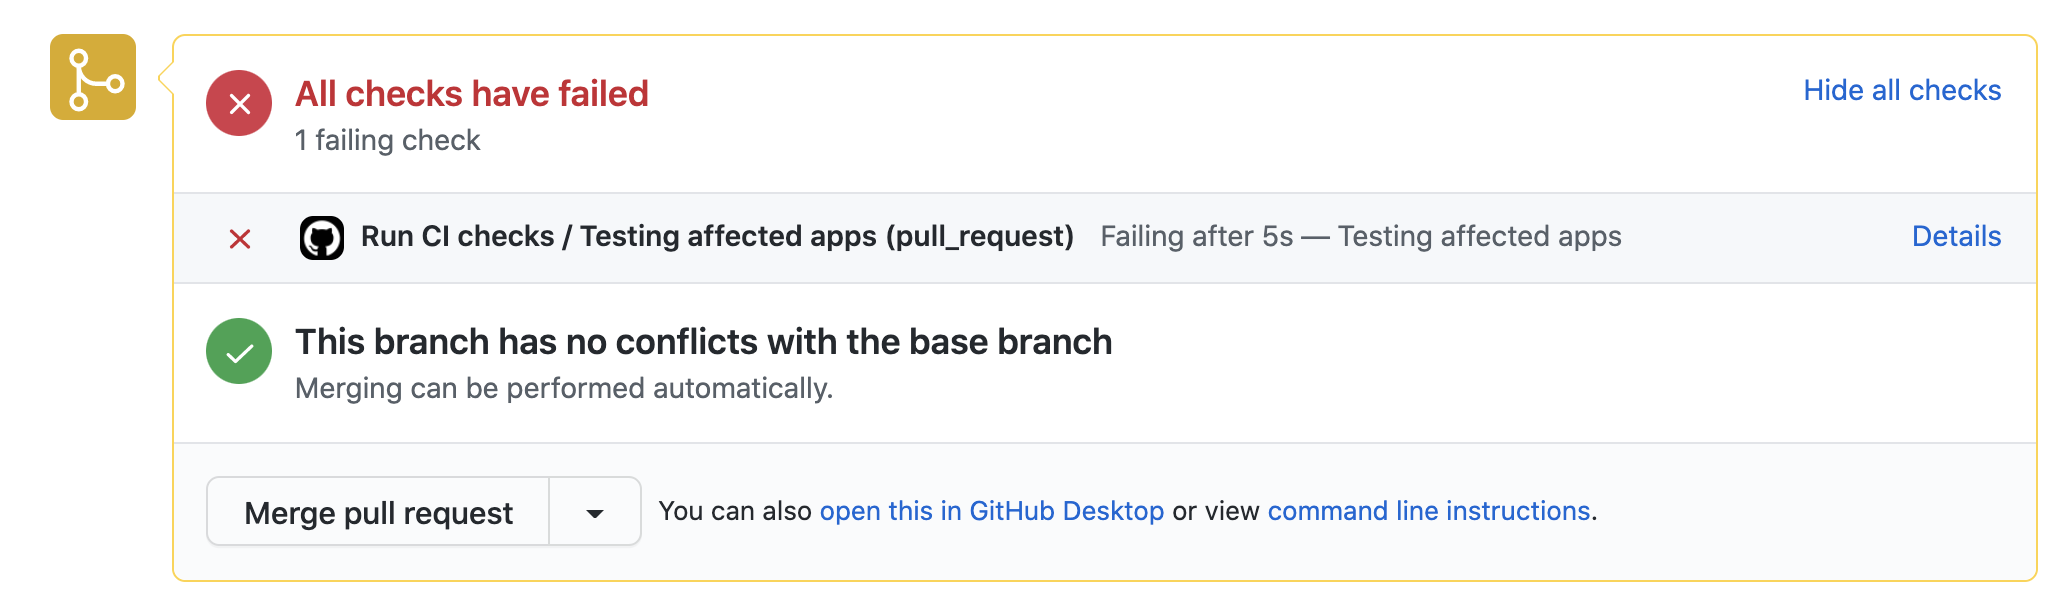 All checks have failed
Hide all checks
1 failing check
Run CI checks / Testing affected apps (pull_request) Failing after 5s — Testing affected apps
Details
This branch has no conflicts with the base branch
Merging can be performed automatically.
Merge pull request
You can also open this in GitHub Desktop or view command line instructions.